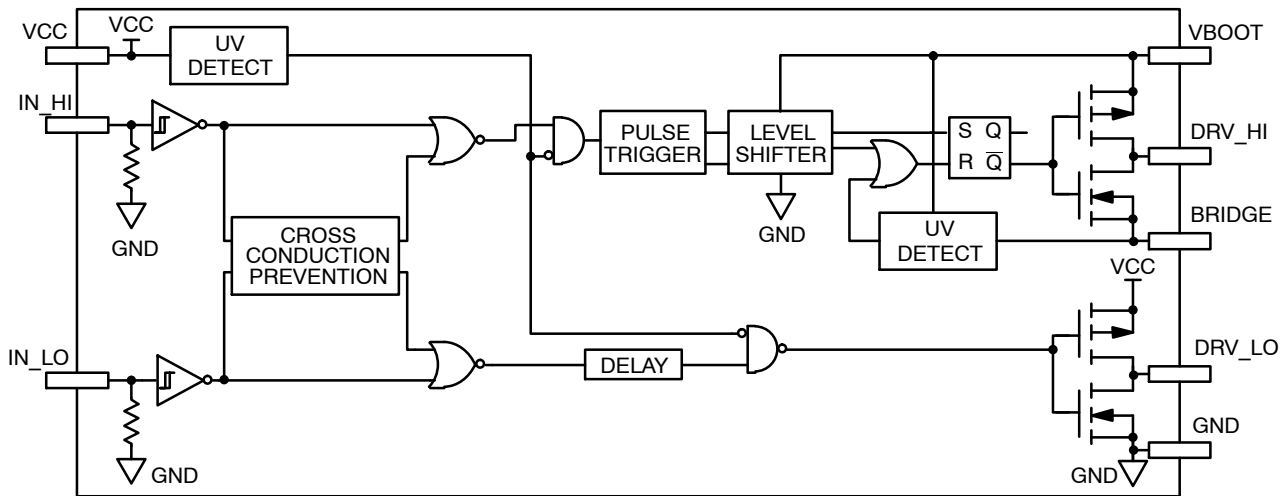 VCC
VCC
UV
DETECT
VBOOT
IN_HI
PULSE
TRIGGER
LEVEL
SHIFTER
S Q
R Q̅
DRV_HI
GND
GND
BRIDGE
CROSS
CONDUCTION
PREVENTION
UV
DETECT
VCC
IN_LO
DELAY
DRV_LO
GND
GND
GND